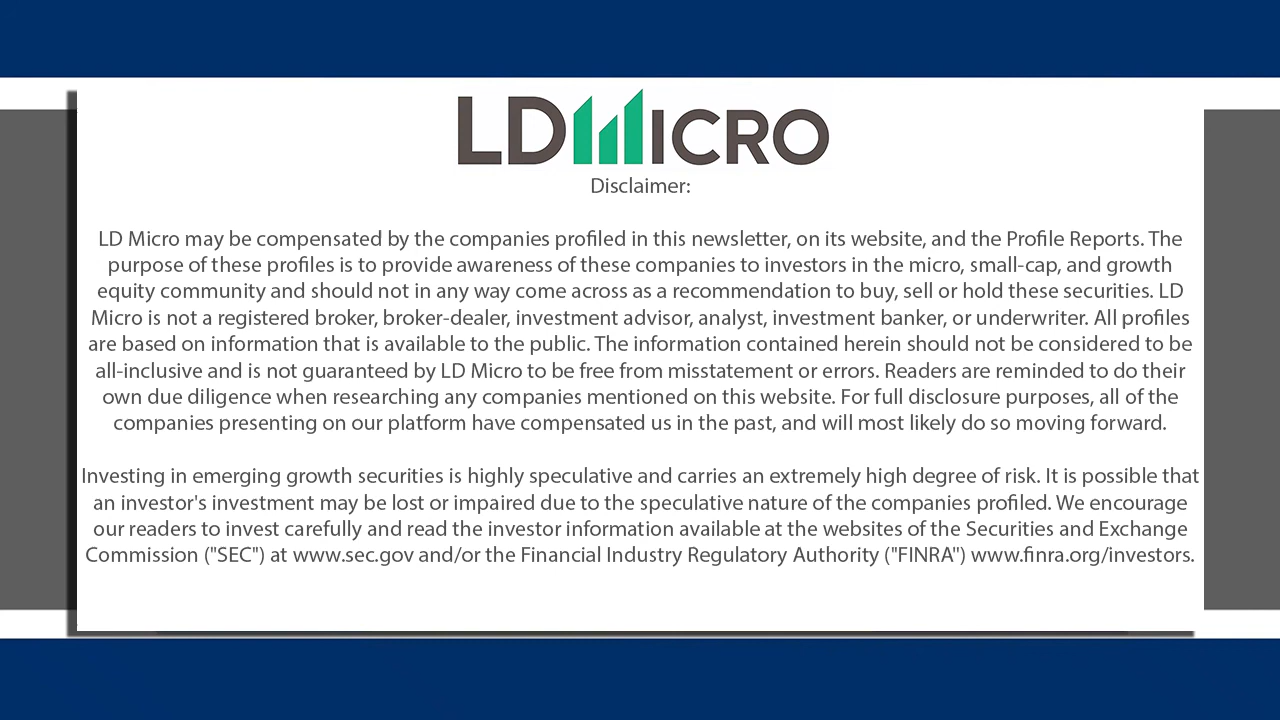 LDMICRO
Disclaimer:
LD Micro may be compensated by the companies profiled in this newsletter, on its website, and the Profile Reports. The
purpose of these profiles is to provide awareness of these companies to investors in the micro, small-cap, and growth
equity community and should not in any way come across as a recommendation to buy, sell or hold these securities. LD
Micro is not a registered broker, broker-dealer, investment advisor, analyst, investment banker, or underwriter. All profiles
are based on information that is available to the public. The information contained herein should not be considered to be
all-inclusive and is not guaranteed by LD Micro to be free from misstatement or errors. Readers are reminded to do their
own due diligence when researching any companies mentioned on this website. For full disclosure purposes, all of the
companies presenting on our platform have compensated us in the past, and will most likely do so moving forward.
Investing in emerging growth securities is highly speculative and carries an extremely high degree of risk. It is possible that
an investor's investment may be lost or impaired due to the speculative nature of the companies profiled. We encourage
our readers to invest carefully and read the investor information available at the websites of the Securities and Exchange
Commission ("SEC") at www.sec.gov and/or the Financial Industry Regulatory Authority ("FINRA") www.finra.org/investors.